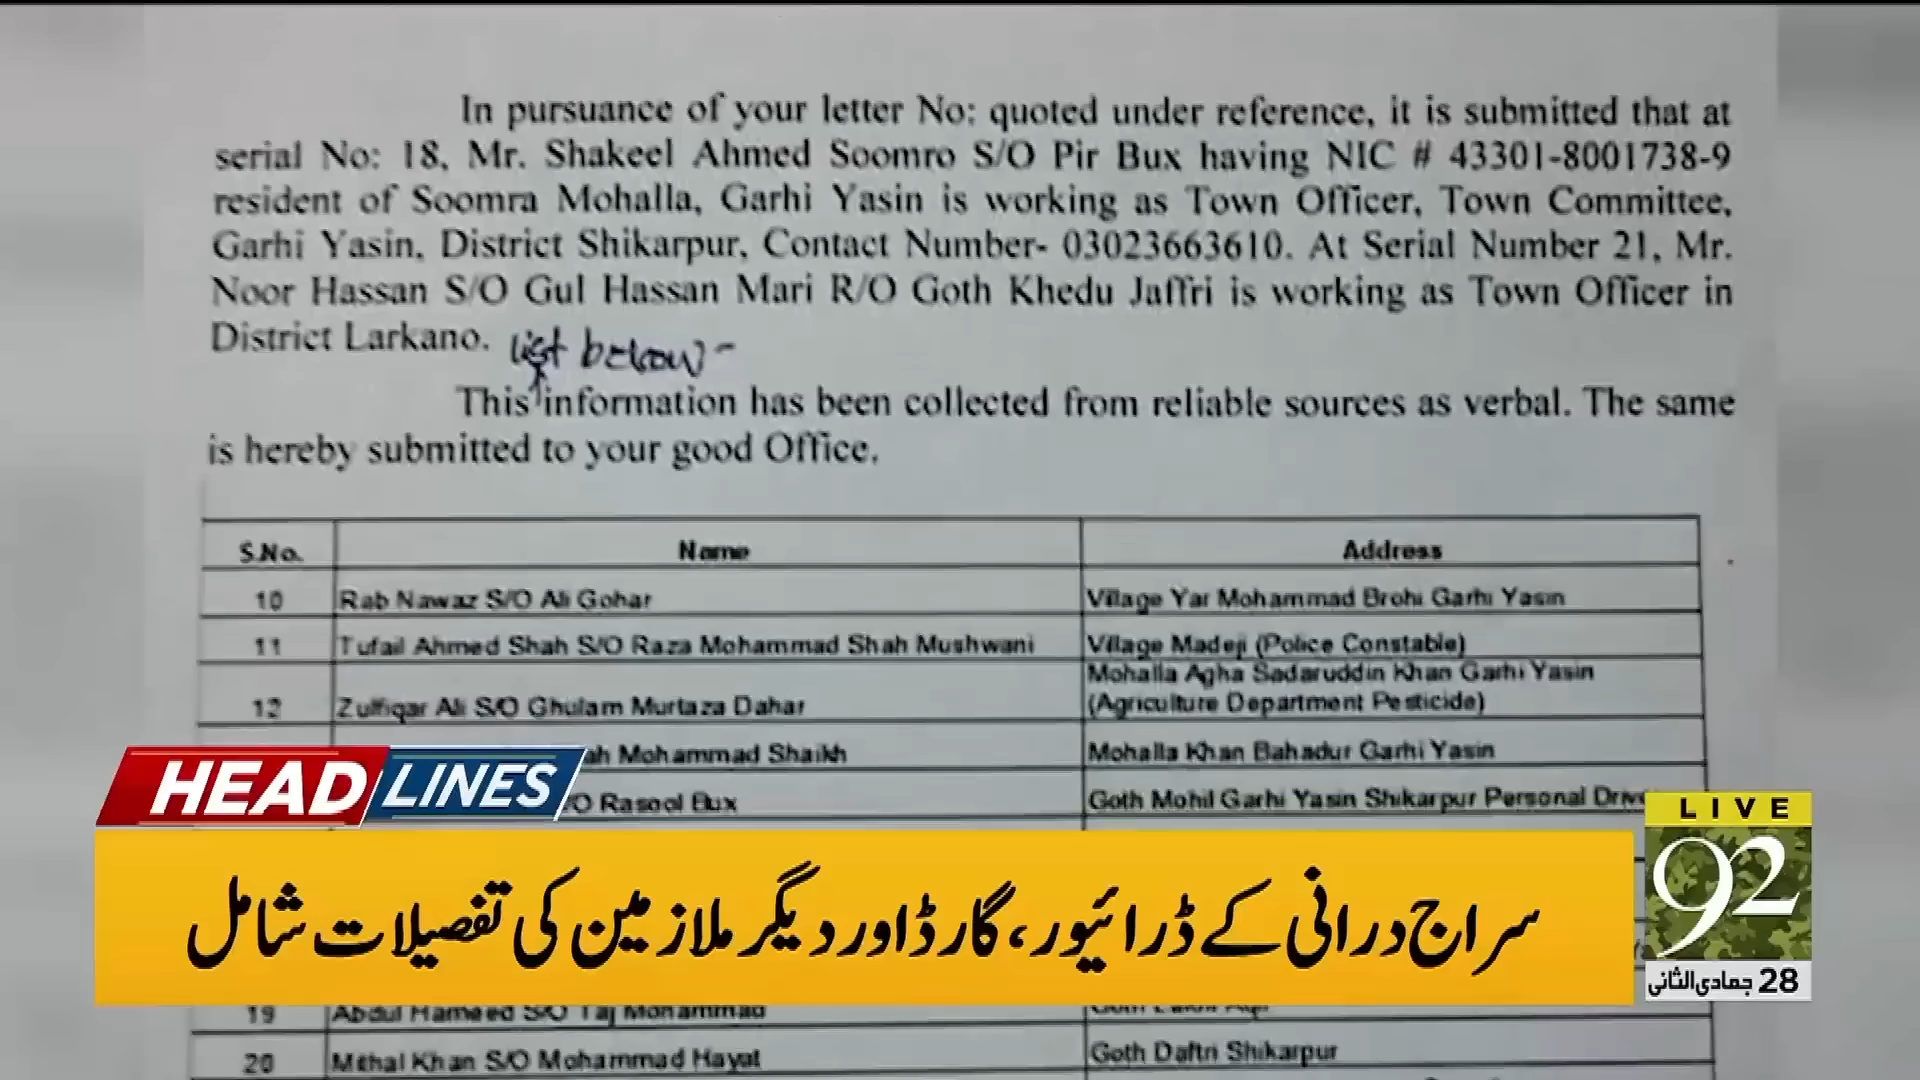 In pursuance of your letter No: quoted under reference, it is submitted that at
serial No: 18, Mr. Shakeel Ahmed Soomro S/O Pir Bux having NIC # 43301-8001738-9
resident of Soomra Mohalla, Garhi Yasin is working as Town Officer, Town Committee,
Garhi Yasin, District Shikarpur, Contact Number- 03023663610. At Serial Number 21, Mr.
Noor Hassan S/O Gul Hassan Mari R/O Goth Khedu Jaffri is working as Town Officer in
District Larkano.
list below -
This information has been collected from reliable sources as verbal. The same
is hereby submitted to your good Office.
S.No. Name Address
10 Rab Nawaz S/O Ali Gohar Village Yar Mohammad Brohi Garhi Yasin
11 Tufail Ahmed Shah S/O Raza Mohammad Shah Mushwani Village Madeji (Police Constable)
12 Zulfiqar Ali S/O Ghulam Murtaza Dahar Mohalla Agha Sadaruddin Khan Garhi Yasin
(Agriculture Department Pesticide)
Mohammad Shaikh Mohalla Khan Bahadur Garhi Yasin
Rasool Bux Goth Mohil Garhi Yasin Shikarpur Personal
HEADLINES
LIVE
92
سراج درانی کے ڈرائیور، گارڈ اور دیگر ملازمین کی تفصیلات شامل
28 جمادی الثانی
19 Abdul Hameed S/O Taj Mohammad
20 Mithal Khan S/O Mohammad Hayat Goth Daftri Shikarpur